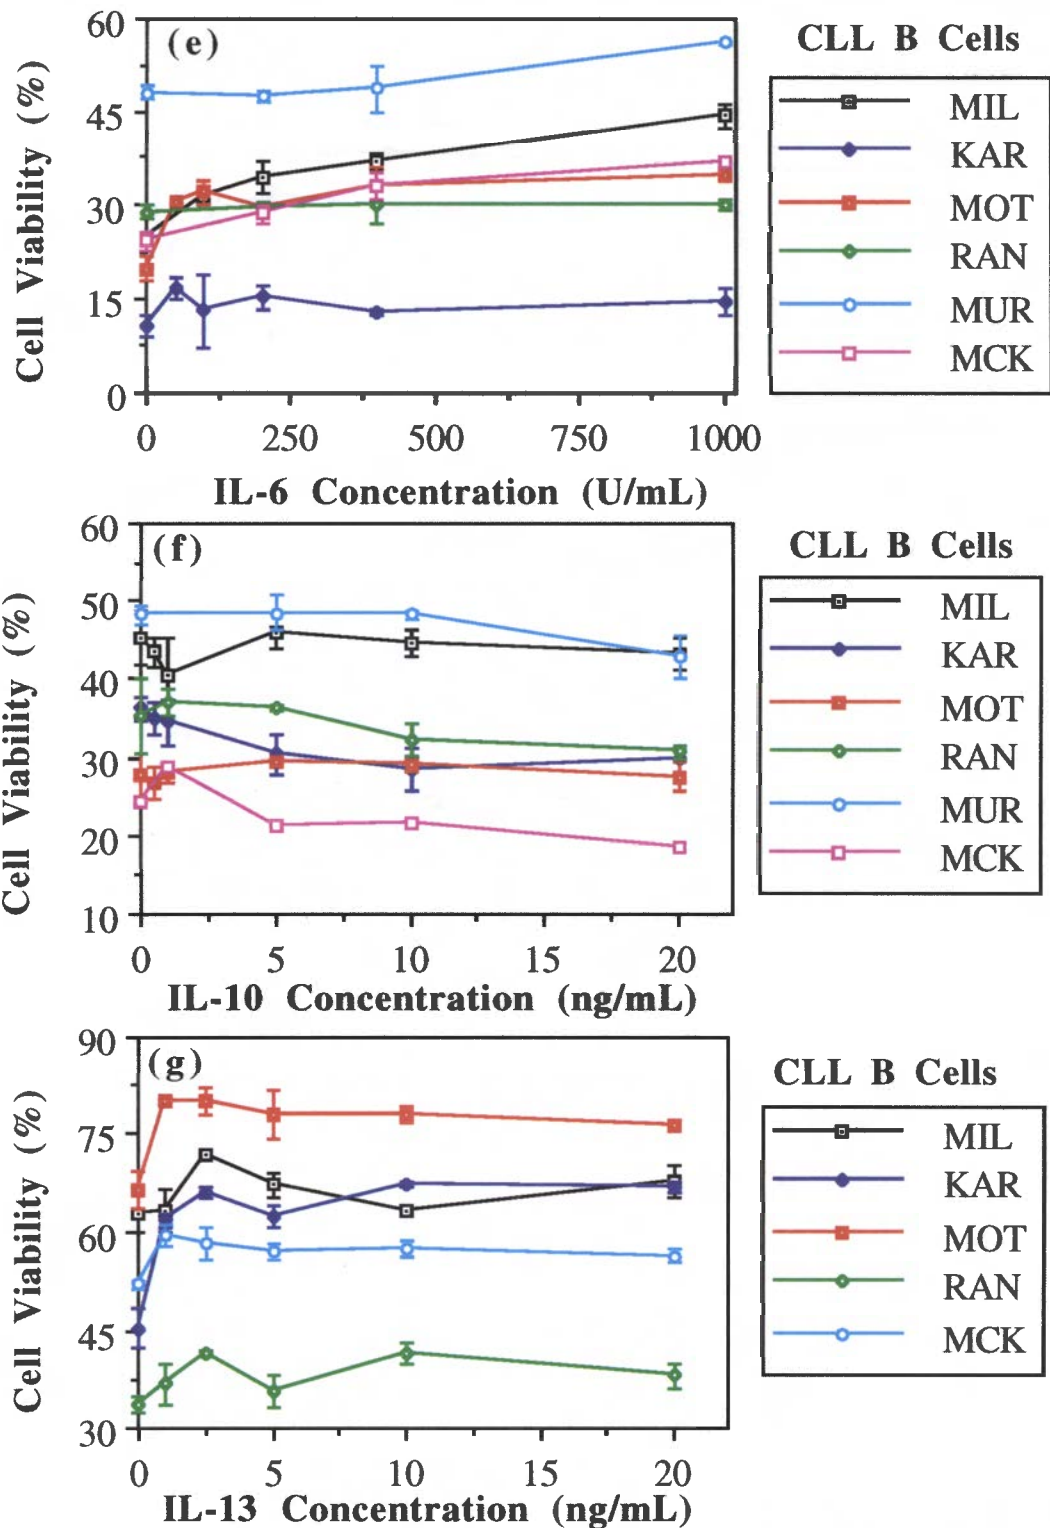 (e)
60
45
30
15
0
Cell Viability (%)
0 250 500 750 1000
IL-6 Concentration (U/mL)
CLL B Cells
MIL
KAR
MOT
RAN
MUR
MCK
(f)
60
50
40
30
20
10
Cell Viability (%)
0 5 10 15 20
IL-10 Concentration (ng/mL)
CLL B Cells
MIL
KAR
MOT
RAN
MUR
MCK
(g)
90
75
60
45
30
Cell Viability (%)
0 5 10 15 20
IL-13 Concentration (ng/mL)
CLL B Cells
MIL
KAR
MOT
RAN
MCK